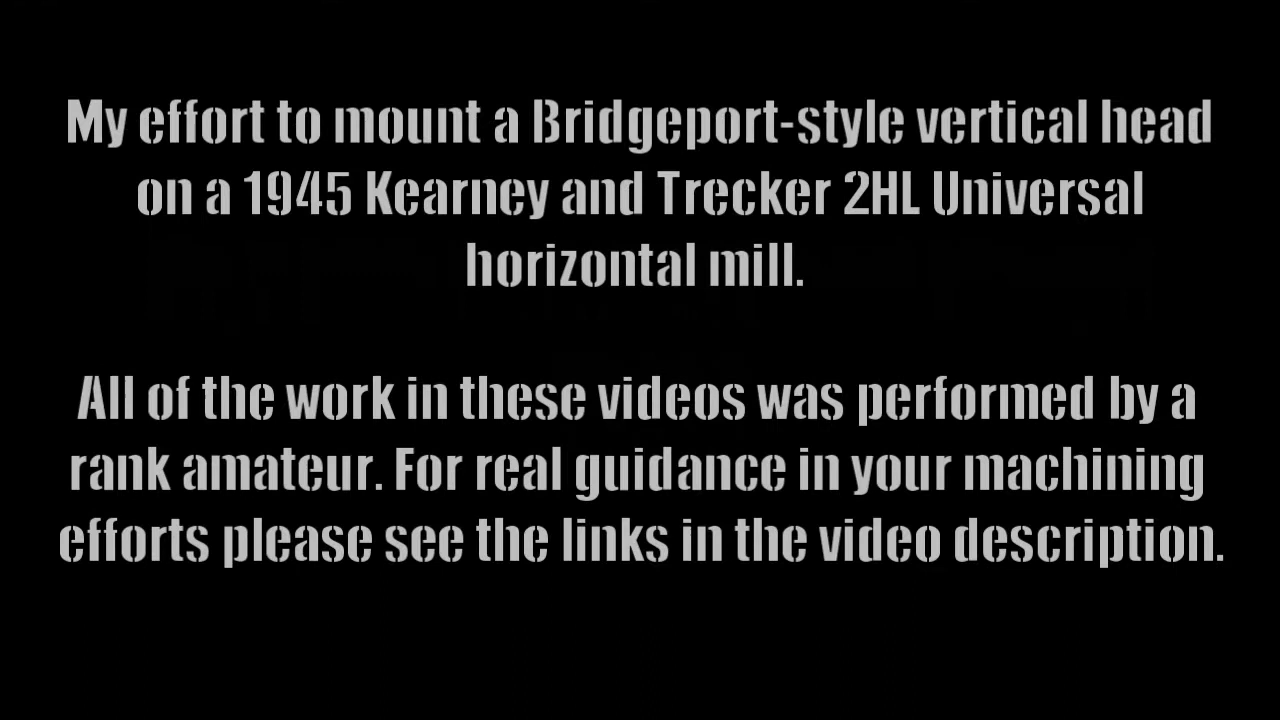 My effort to mount a Bridgeport-style vertical head
on a 1945 Kearney and Trecker 2HL Universal
horizontal mill.
All of the work in these videos was performed by a
rank amateur. For real guidance in your machining
efforts please see the links in the video description.